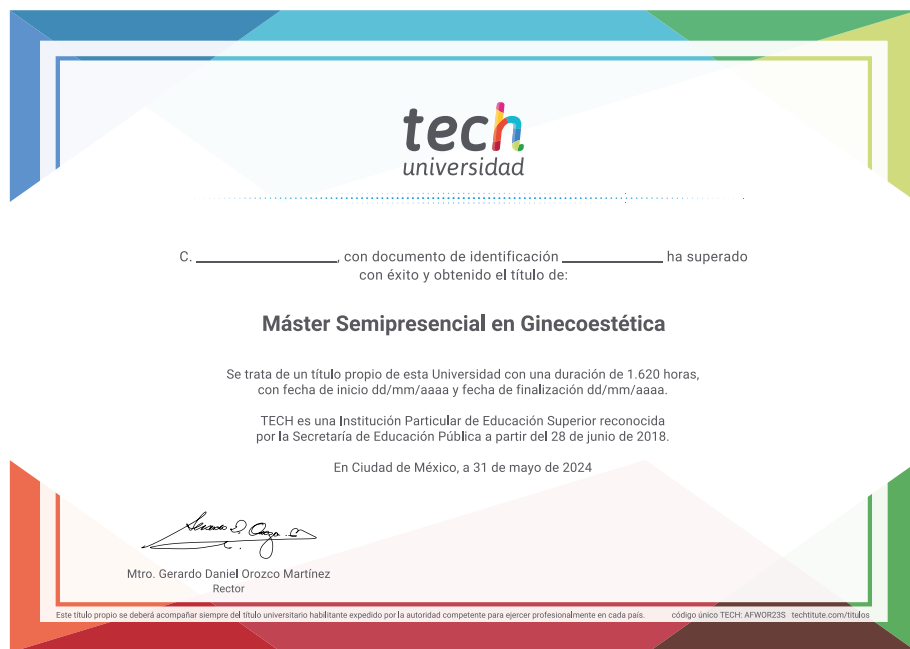 tech
universidad
C. ________________, con documento de identificación ____________ ha superado
con éxito y obtenido el título de:
Máster Semipresencial en Ginecoestética
Se trata de un título propio de esta Universidad con una duración de 1.620 horas,
con fecha de inicio dd/mm/aaaa y fecha de finalización dd/mm/aaaa.
TECH es una Institución Particular de Educación Superior reconocida
por la Secretaría de Educación Pública a partir del 28 de junio de 2018.
En Ciudad de México, a 31 de mayo de 2024
Mtro. Gerardo Daniel Orozco Martínez
Rector
Este título propio se deberá acompañar siempre del título universitario habilitante expedido por la autoridad competente para ejercer profesionalmente en cada país. código único TECH: AFWOR23S techtitute.com/titulos